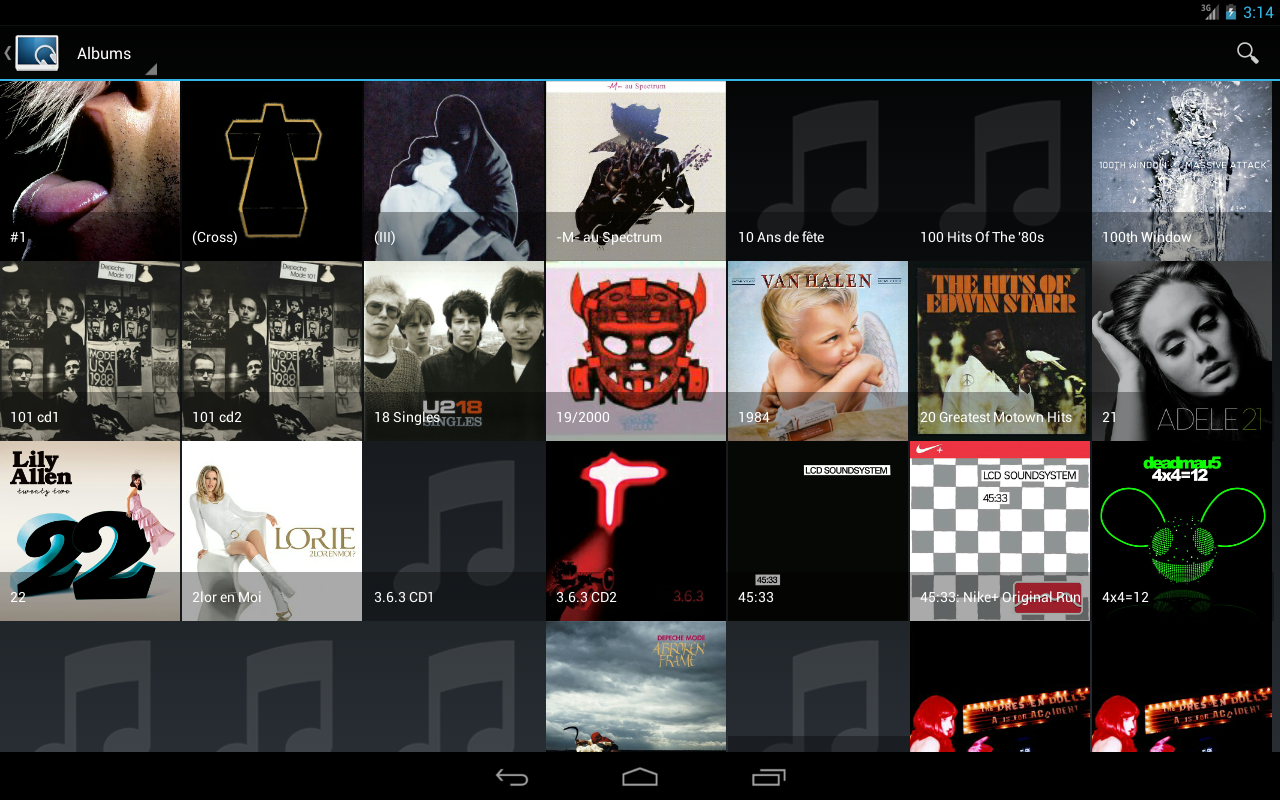 3G 3:14
Albums
#1
(Cross)
(III)
-M- au Spectrum
-M- au Spectrum
10 Ans de fête
100 Hits Of The '80s
100TH WINDOW MASSIVE ATTACK
100th Window
Depeche
Mode 101
MODE
USA
1988
101 cd1
Depeche
Mode 101
MODE
USA
1988
101 cd2
U218
SINGLES
18 Singles
19/2000
VAN HALEN
1984
THE HITS OF
EDWIN STARR
20 Greatest Motown Hits
ADELE 21
21
Lily
Allen
twenty two
22
22
LORIE
2LORENMOI?
2lor en Moi
3.6.3 CD1
3.6.3
3.6.3 CD2
LCD SOUNDSYSTEM
45:33
45:33
LCD SOUNDSYSTEM
45:33
45:33: Nike+ Original Run
deadmau5
4x4=12
4x4=12
DEPECHE MODE
A BROKEN
FRAME
THE DRESDEN DOLLS
A IS FOR ACCIDENT
THE DRESDEN DOLLS
A IS FOR ACCIDENT